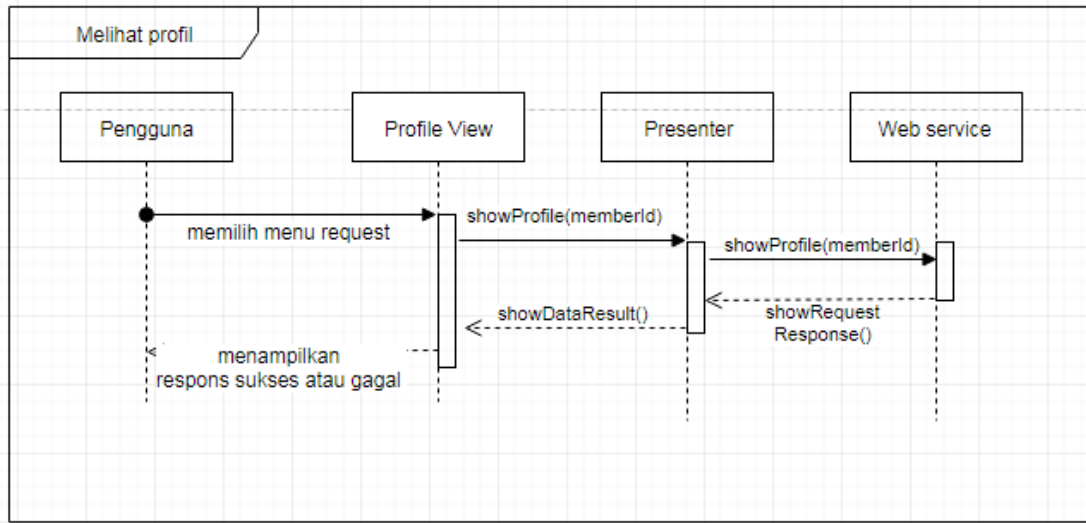 Melihat profil
Pengguna
Profile View
Presenter
Web service
memilih menu request
showProfile(memberId)
showProfile(memberId)
showRequest
Response()
showDataResult()
menampilkan
respons sukses atau gagal